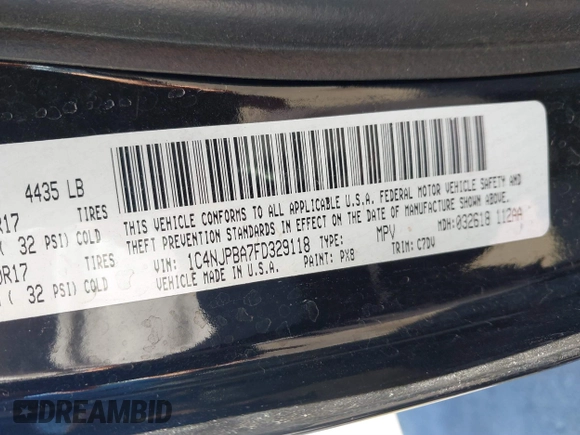 4435 LB
R17 TIRES
( 32 PSI) COLD
0R17 TIRES
( 32 PSI) COLD
THIS VEHICLE CONFORMS TO ALL APPLICABLE U.S.A. FEDERAL MOTOR VEHICLE SAFETY AND
THEFT PREVENTION STANDARDS IN EFFECT ON THE DATE OF MANUFACTURE SHOWN ABOVE.
VIN: 1C4NJPBA7FD329118 TYPE: MPV MDH: 032618 112AA
VEHICLE MADE IN U.S.A. PAINT: PX8 TRIM: C7DV
DREAMBID